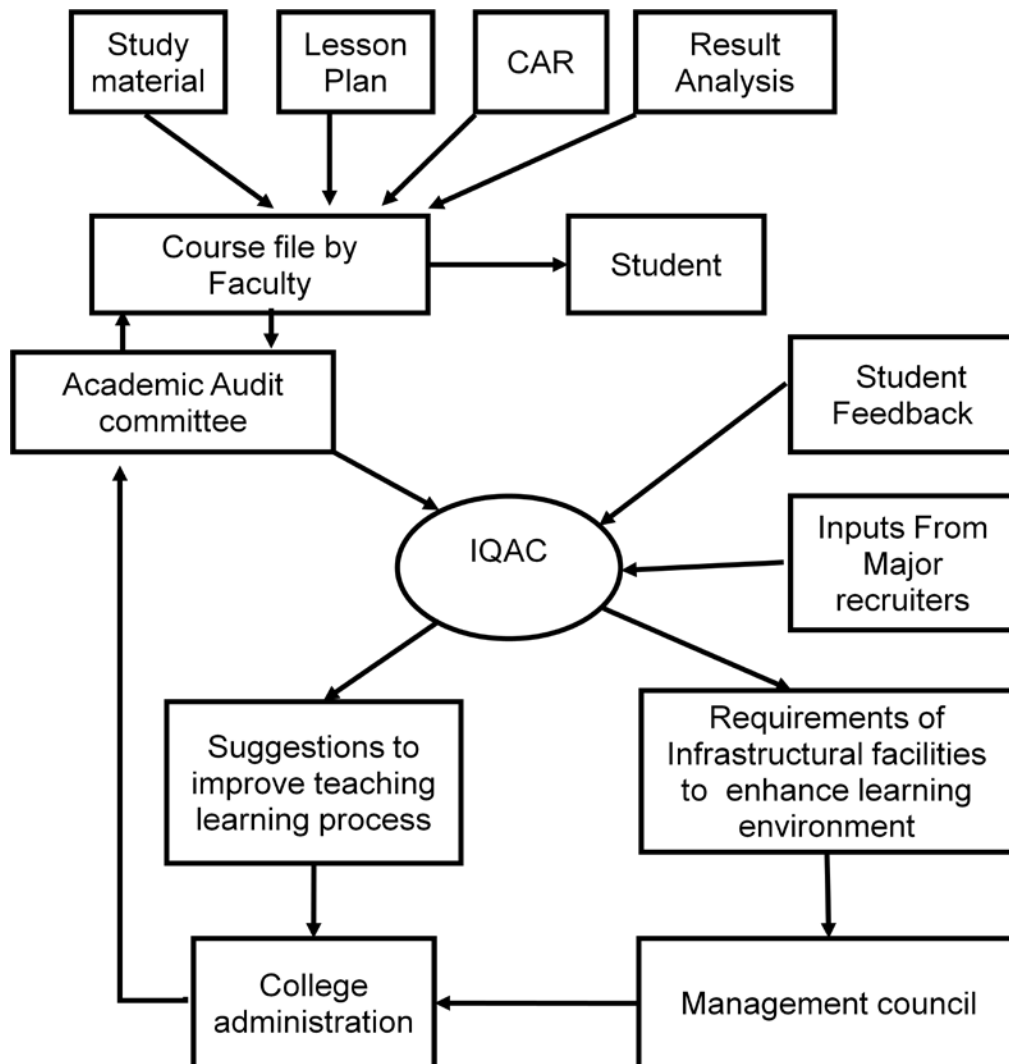 Study
material
Lesson
Plan
CAR
Result
Analysis
Course file by
Faculty
Student
Academic Audit
committee
Student
Feedback
IQAC
Inputs From
Major
recruiters
Suggestions to
improve teaching
learning process
Requirements of
Infrastructural facilities
to enhance learning
environment
College
administration
Management council